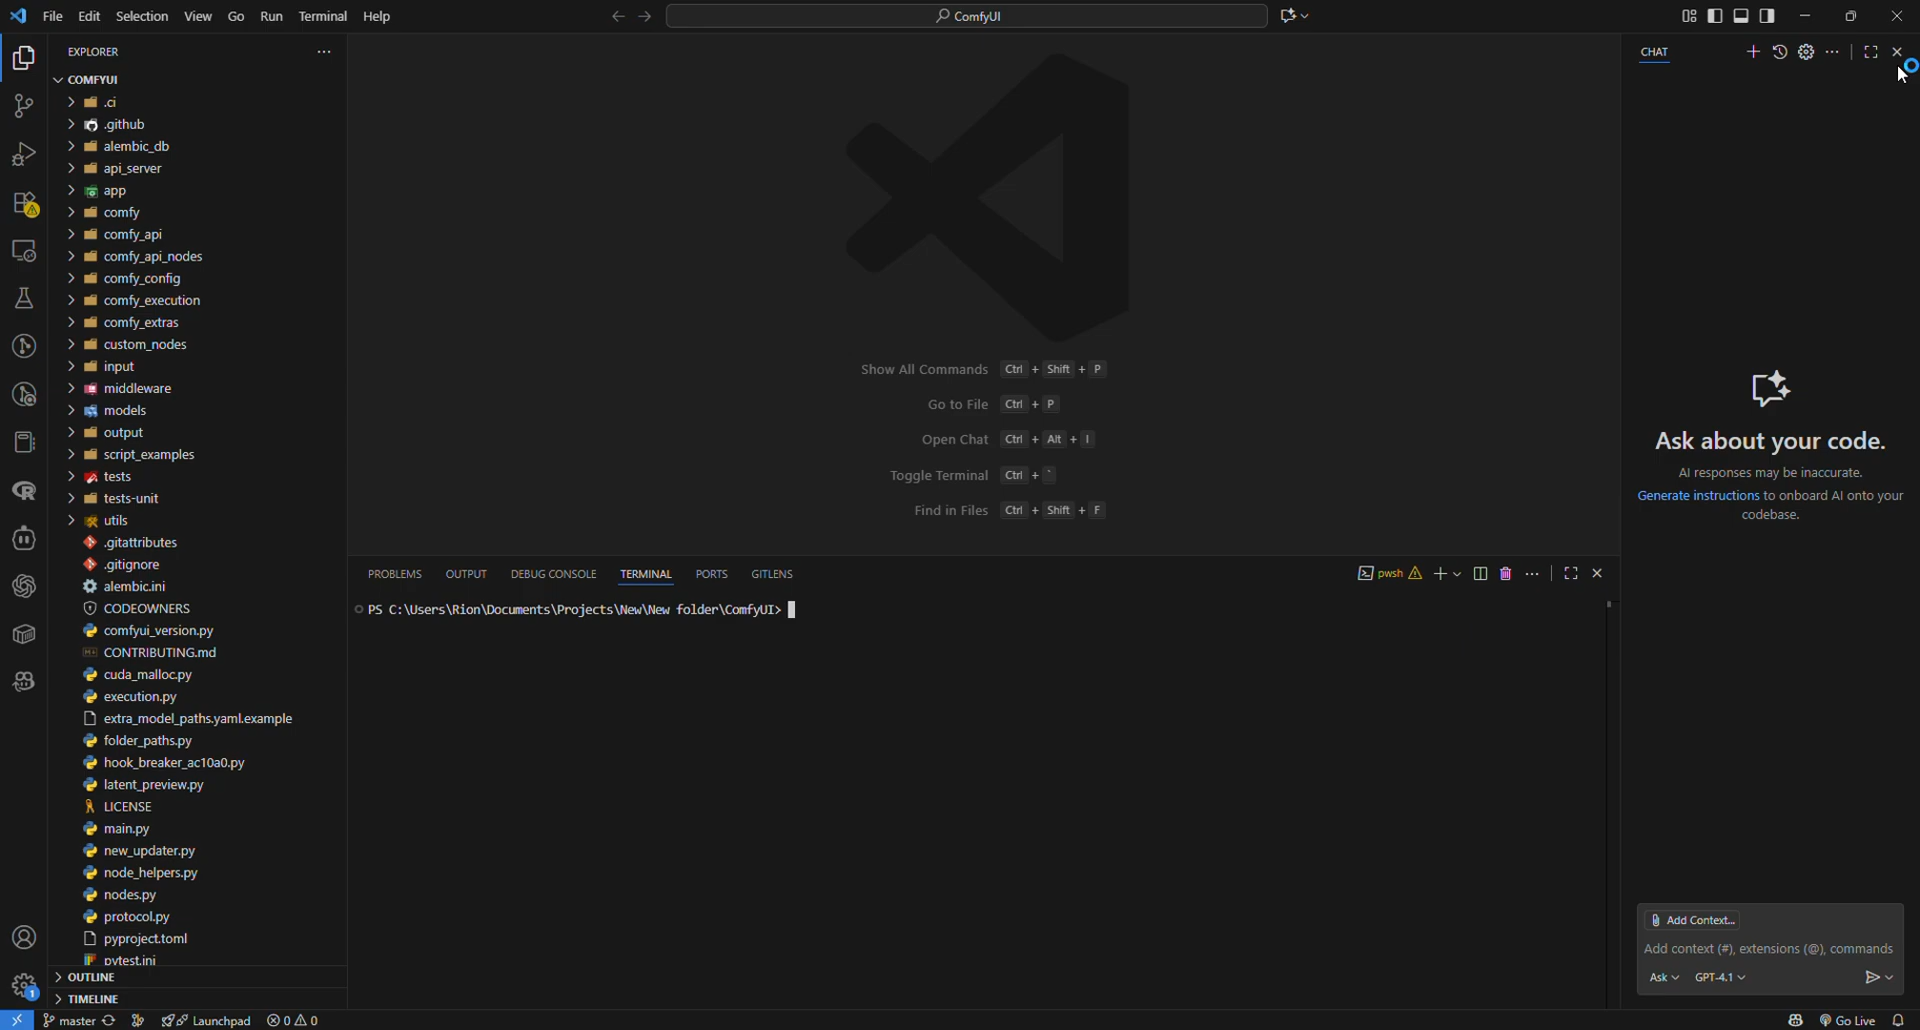 File Edit Selection View Go Run Terminal Help
ComfyUI
EXPLORER
COMFYUI
.ci
.github
alembic_db
api_server
app
comfy
comfy_api
comfy_api_nodes
comfy_config
comfy_execution
comfy_extras
custom_nodes
input
middleware
models
output
script_examples
tests
tests-unit
utils
.gitattributes
.gitignore
alembic.ini
CODEOWNERS
comfyui_version.py
CONTRIBUTING.md
cuda_malloc.py
execution.py
extra_model_paths.yaml.example
folder_paths.py
hook_breaker_ac10a0.py
latent_preview.py
LICENSE
main.py
new_updater.py
node_helpers.py
nodes.py
protocol.py
pyproject.toml
pytest.ini
OUTLINE
TIMELINE
Show All Commands Ctrl + Shift + P
Go to File Ctrl + P
Open Chat Ctrl + Alt + I
Toggle Terminal Ctrl + `
Find in Files Ctrl + Shift + F
PROBLEMS OUTPUT DEBUG CONSOLE TERMINAL PORTS GITLENS
pwsh
PS C:\Users\Rion\Documents\Projects\New\New folder\ComfyUI>
CHAT
Ask about your code.
AI responses may be inaccurate.
Generate instructions to onboard AI onto your
codebase.
Add Context...
Add context (#), extensions (@), commands
Ask GPT-4.1
1
master Launchpad 0 0
Go Live